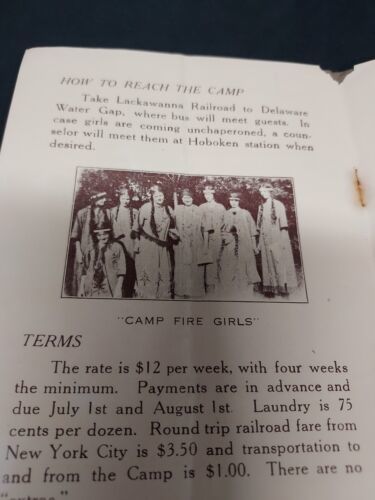 HOW TO REACH THE CAMP
Take Lackawanna Railroad to Delaware
Water Gap, where bus will meet guests. In
case girls are coming unchaperoned, a coun-
selor will meet them at Hoboken station when
desired.
"CAMP FIRE GIRLS"
TERMS
The rate is $12 per week, with four weeks
the minimum. Payments are in advance and
due July 1st and August 1st. Laundry is 75
cents per dozen. Round trip railroad fare from
New York City is $3.50 and transportation to
and from the Camp is $1.00. There are no
"extras."